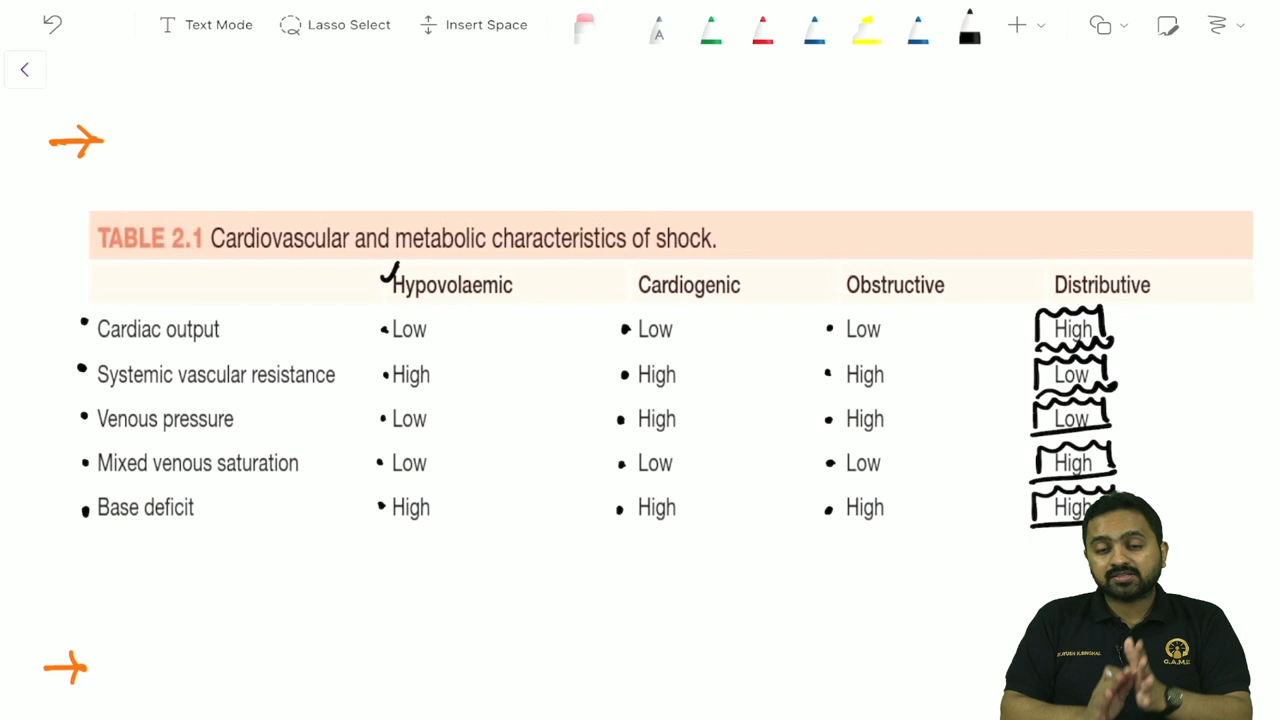 Text Mode Lasso Select Insert Space
TABLE 2.1 Cardiovascular and metabolic characteristics of shock.
Hypovolaemic Cardiogenic Obstructive Distributive
Cardiac output Low Low Low High
Systemic vascular resistance High High High Low
Venous pressure Low High High Low
Mixed venous saturation Low Low Low High
Base deficit High High High High
G.A.M.S